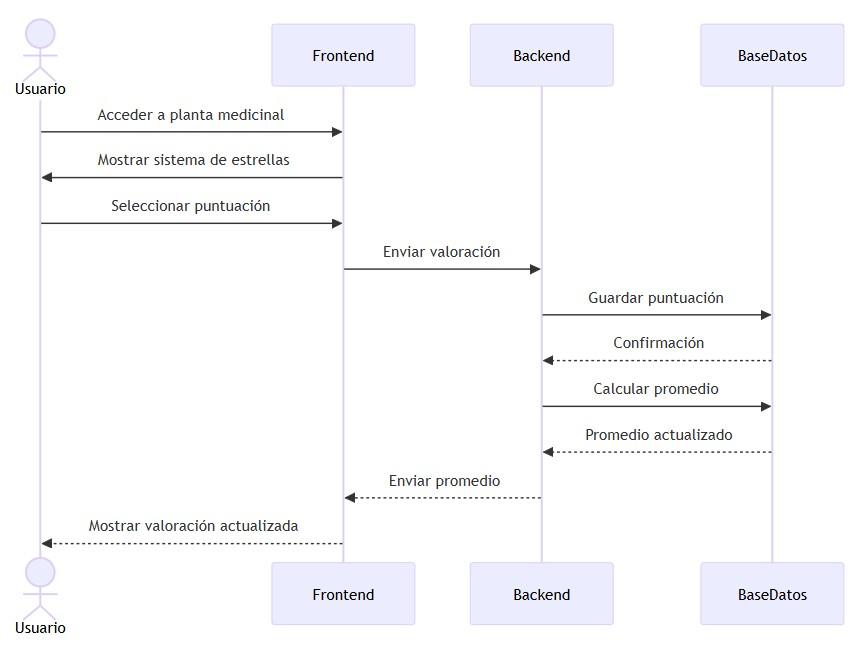 Usuario
Frontend
Backend
BaseDatos
Acceder a planta medicinal
Mostrar sistema de estrellas
Seleccionar puntuación
Enviar valoración
Guardar puntuación
Confirmación
Calcular promedio
Promedio actualizado
Enviar promedio
Mostrar valoración actualizada
Usuario
Frontend
Backend
BaseDatos